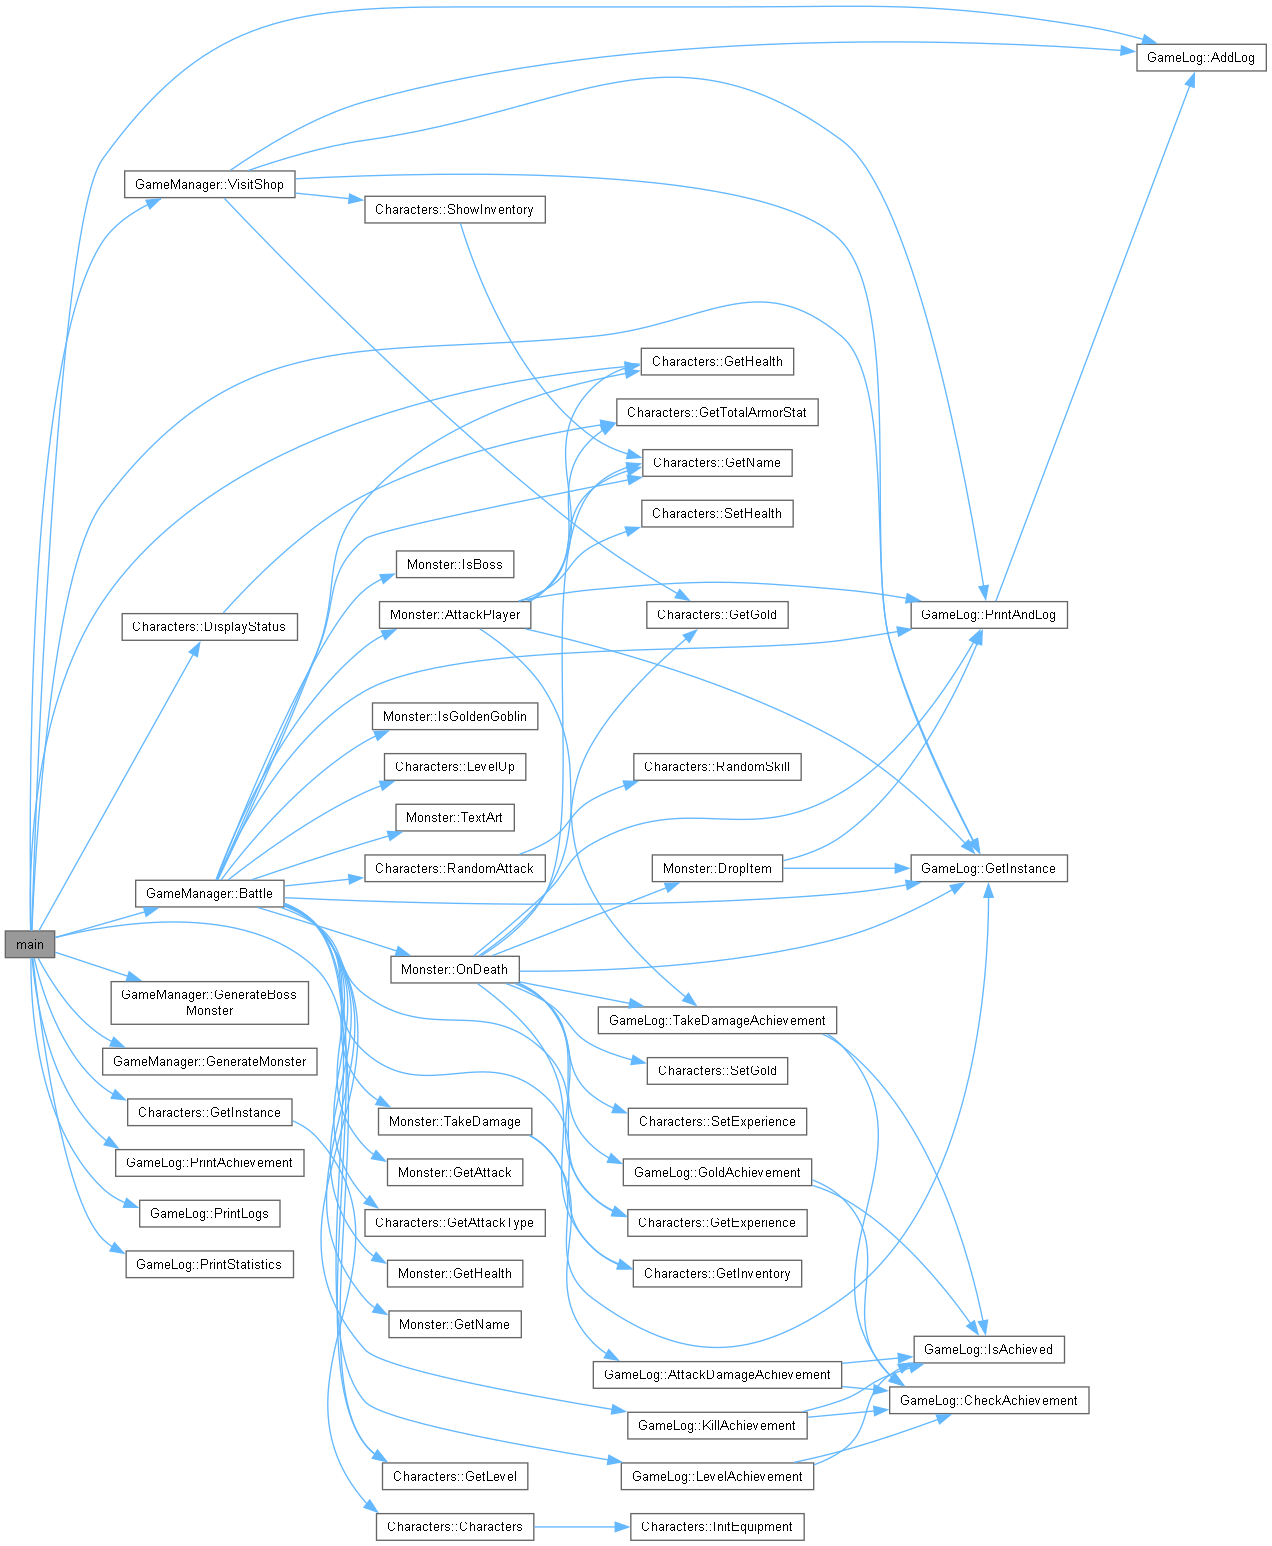 GameLog::AddLog
GameManager::VisitShop
Characters::ShowInventory
Characters::GetHealth
Characters::GetTotalArmorStat
Characters::GetName
Characters::SetHealth
Monster::IsBoss
Monster::AttackPlayer
Characters::GetGold
GameLog::PrintAndLog
Characters::DisplayStatus
Monster::IsGoldenGoblin
Characters::LevelUp
Characters::RandomSkill
Monster::TextArt
Characters::RandomAttack
Monster::DropItem
GameLog::GetInstance
GameManager::Battle
main
Monster::OnDeath
GameManager::GenerateBoss
Monster
GameLog::TakeDamageAchievement
GameManager::GenerateMonster
Characters::SetGold
Characters::GetInstance
Monster::TakeDamage
Characters::SetExperience
GameLog::PrintAchievement
Monster::GetAttack
GameLog::GoldAchievement
GameLog::PrintLogs
Characters::GetAttackType
Characters::GetExperience
GameLog::PrintStatistics
Monster::GetHealth
Characters::GetInventory
Monster::GetName
GameLog::IsAchieved
GameLog::AttackDamageAchievement
GameLog::CheckAchievement
GameLog::KillAchievement
Characters::GetLevel
GameLog::LevelAchievement
Characters::Characters
Characters::InitEquipment